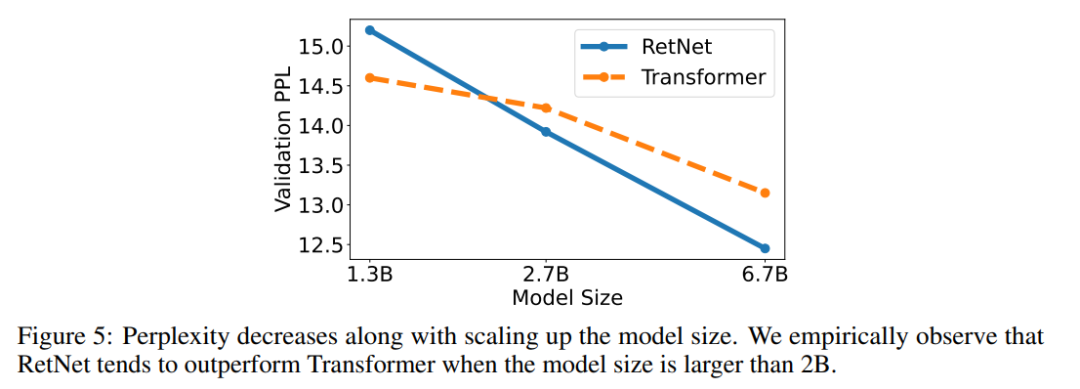 RetNet
Transformer
Validation PPL
15.0
14.5
14.0
13.5
13.0
12.5
1.3B 2.7B 6.7B
Model Size
Figure 5: Perplexity decreases along with scaling up the model size. We empirically observe that
RetNet tends to outperform Transformer when the model size is larger than 2B.